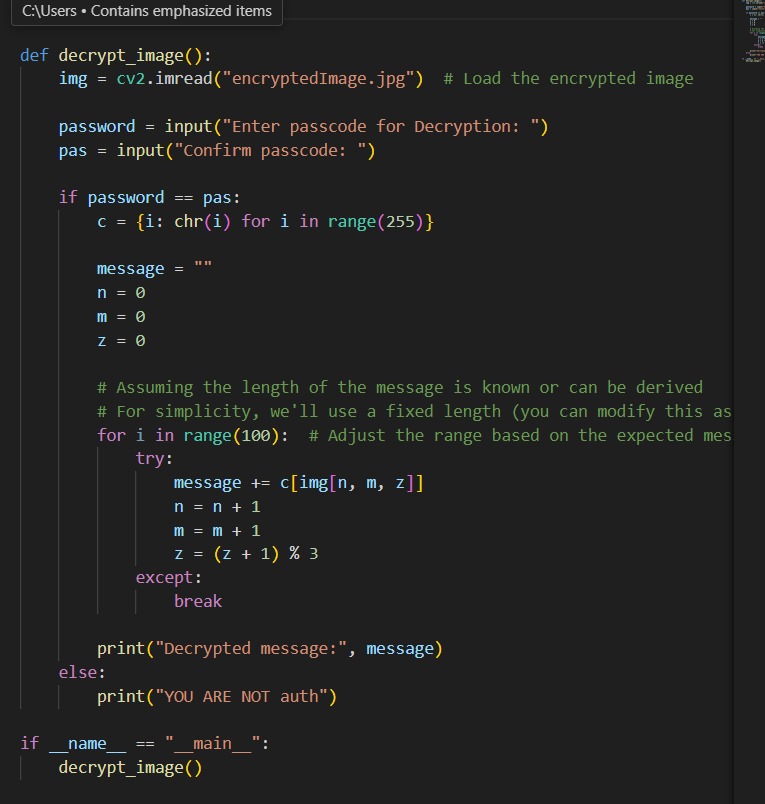 C:\Users • Contains emphasized items
def decrypt_image():
    img = cv2.imread("encryptedImage.jpg")  # Load the encrypted image
    password = input("Enter passcode for Decryption: ")
    pas = input("Confirm passcode: ")
    if password == pas:
        c = {i: chr(i) for i in range(255)}
        message = ""
        n = 0
        m = 0
        z = 0
        # Assuming the length of the message is known or can be derived
        # For simplicity, we'll use a fixed length (you can modify this as
        for i in range(100):  # Adjust the range based on the expected mes
            try:
                message += c[img[n, m, z]]
                n = n + 1
                m = m + 1
                z = (z + 1) % 3
            except:
                break
        print("Decrypted message:", message)
    else:
        print("YOU ARE NOT auth")
if __name__ == "__main__":
    decrypt_image()